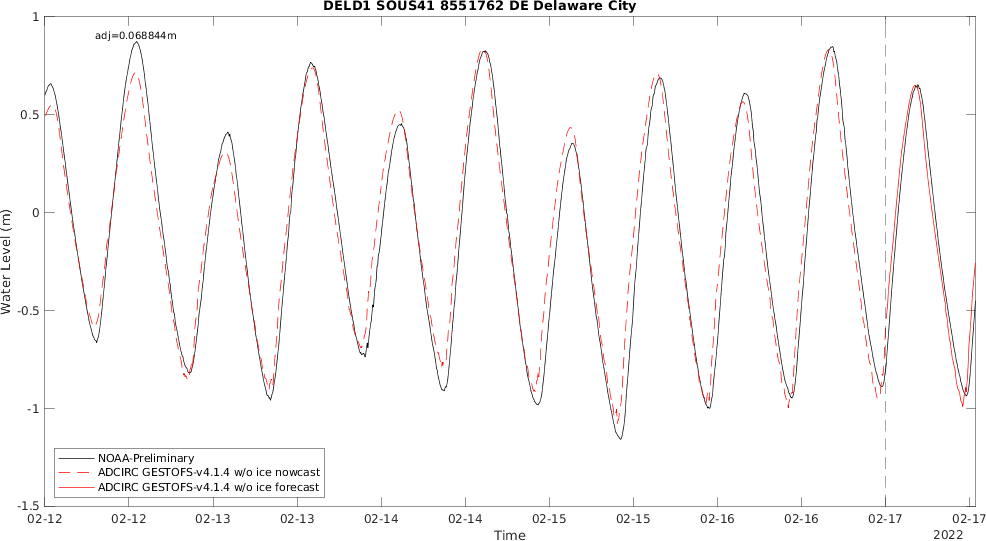 DELD1 SOUS41 8551762 DE Delaware City
adj=0.068844m
1
0.5
0
-0.5
-1
-1.5
Water Level (m)
NOAA-Preliminary
ADCIRC GESTOFS-v4.1.4 w/o ice nowcast
ADCIRC GESTOFS-v4.1.4 w/o ice forecast
02-12 02-12 02-13 02-13 02-14 02-14 02-15 02-15 02-16 02-16 02-17 02-17
Time
2022